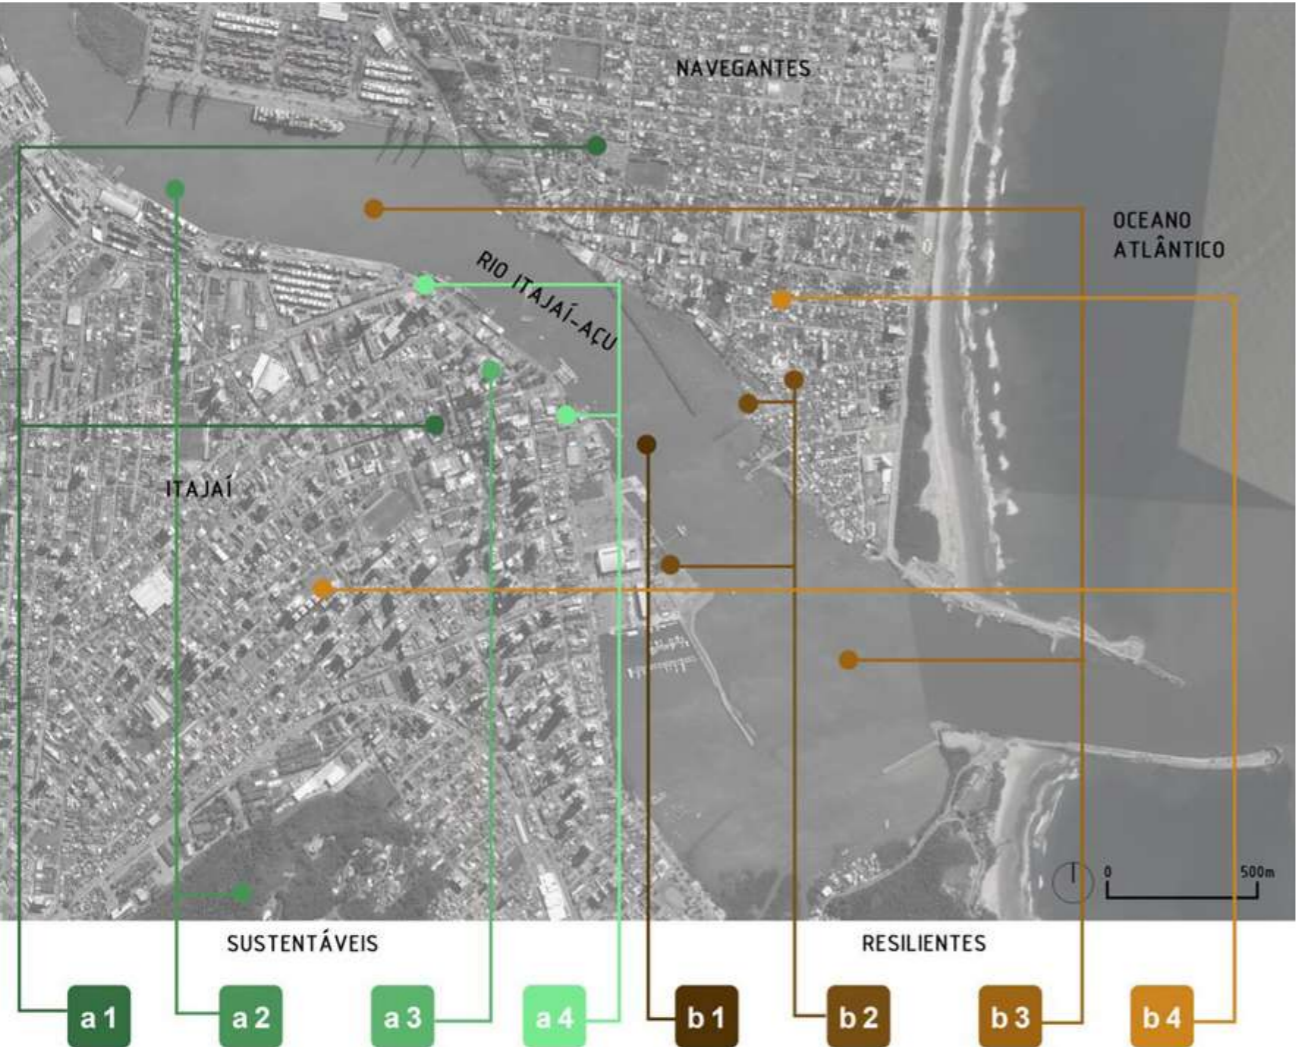 NAVEGANTES
OCEANO
ATLÂNTICO
RIO ITAJAÍ-AÇU
ITAJAÍ
0 500m
SUSTENTÁVEIS RESILIENTES
a1 a2 a3 a4 b1 b2 b3 b4